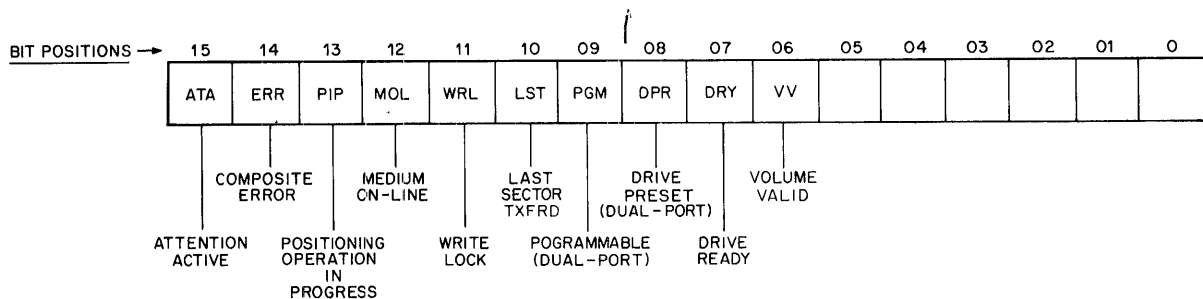 BIT POSITIONS → 15 14 13 12 11 10 09 08 07 06 05 04 03 02 01 0
ATA ERR PIP MOL WRL LST PGM DPR DRY VV
COMPOSITE ERROR
MEDIUM ON-LINE
LAST SECTOR TXFRD
DRIVE PRESET (DUAL-PORT)
VOLUME VALID
ATTENTION ACTIVE
POSITIONING OPERATION IN PROGRESS
WRITE LOCK
POGRAMMABLE (DUAL-PORT)
DRIVE READY